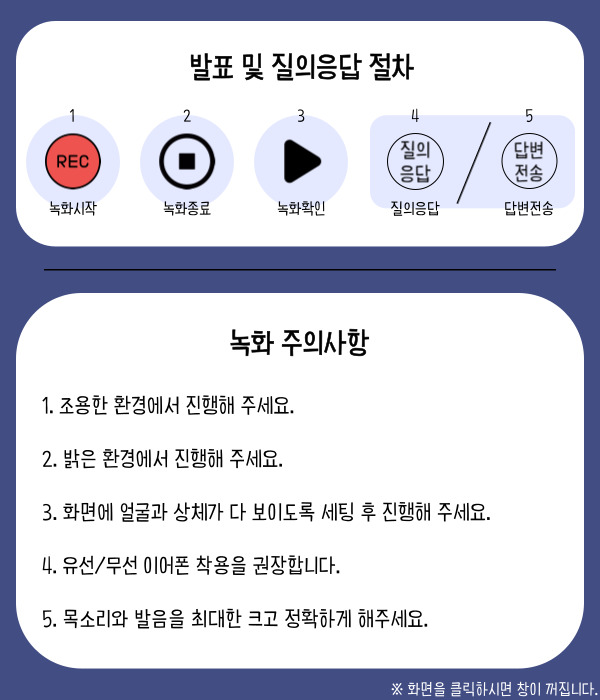 발표 및 질의응답 절차
1 2 3 4 5
REC 질의 답변
응답 전송
녹화시작 녹화종료 녹화확인 질의응답 답변전송
녹화 주의사항
1. 조용한 환경에서 진행해 주세요.
2. 밝은 환경에서 진행해 주세요.
3. 화면에 얼굴과 상체가 다 보이도록 세팅 후 진행해 주세요.
4. 유선/무선 이어폰 착용을 권장합니다.
5. 목소리와 발음을 최대한 크고 정확하게 해주세요.
※ 화면을 클릭하시면 창이 꺼집니다.